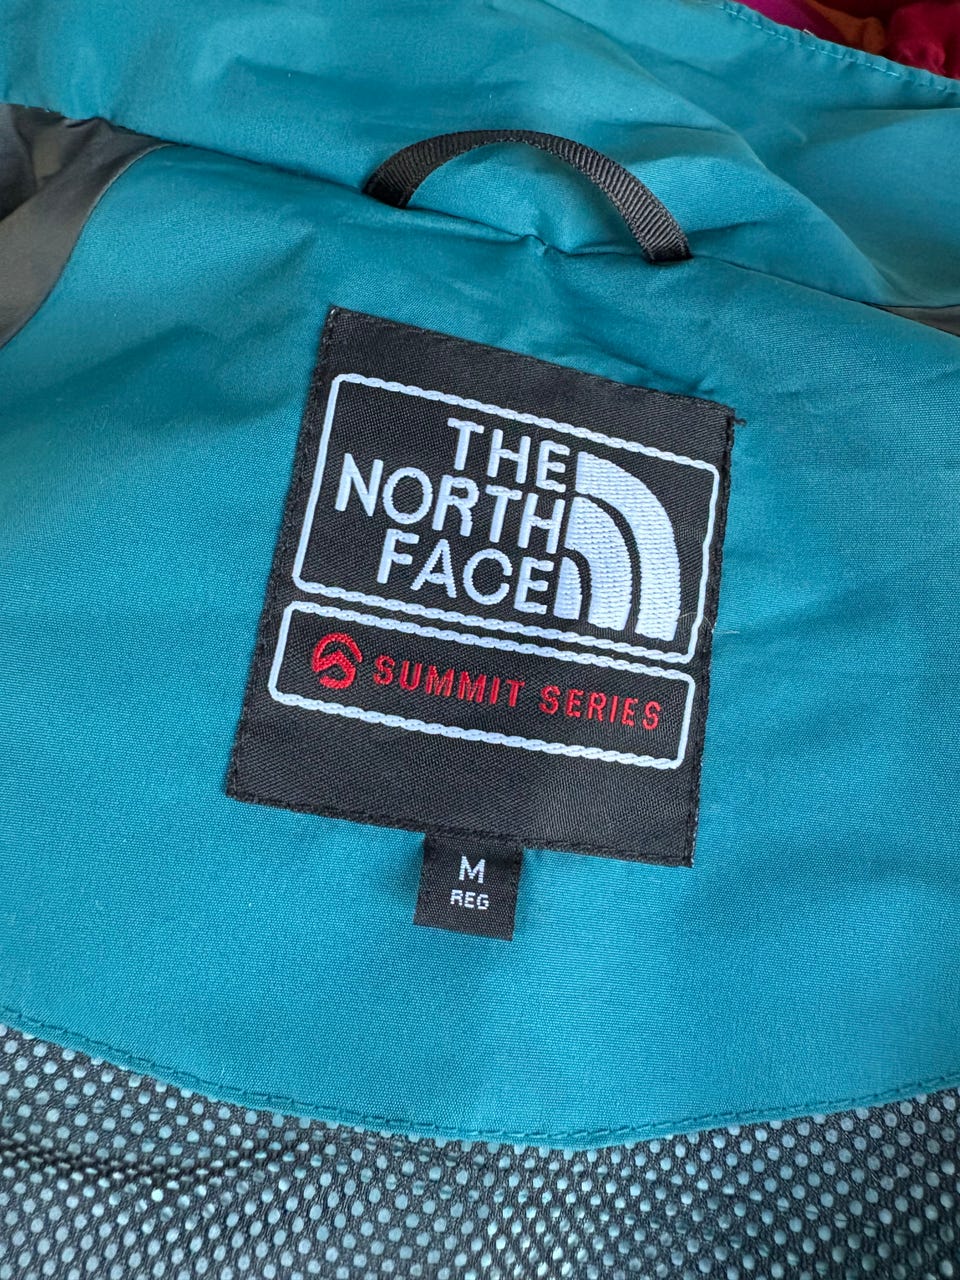 THE
NORTH
FACE
SUMMIT SERIES
M
REG